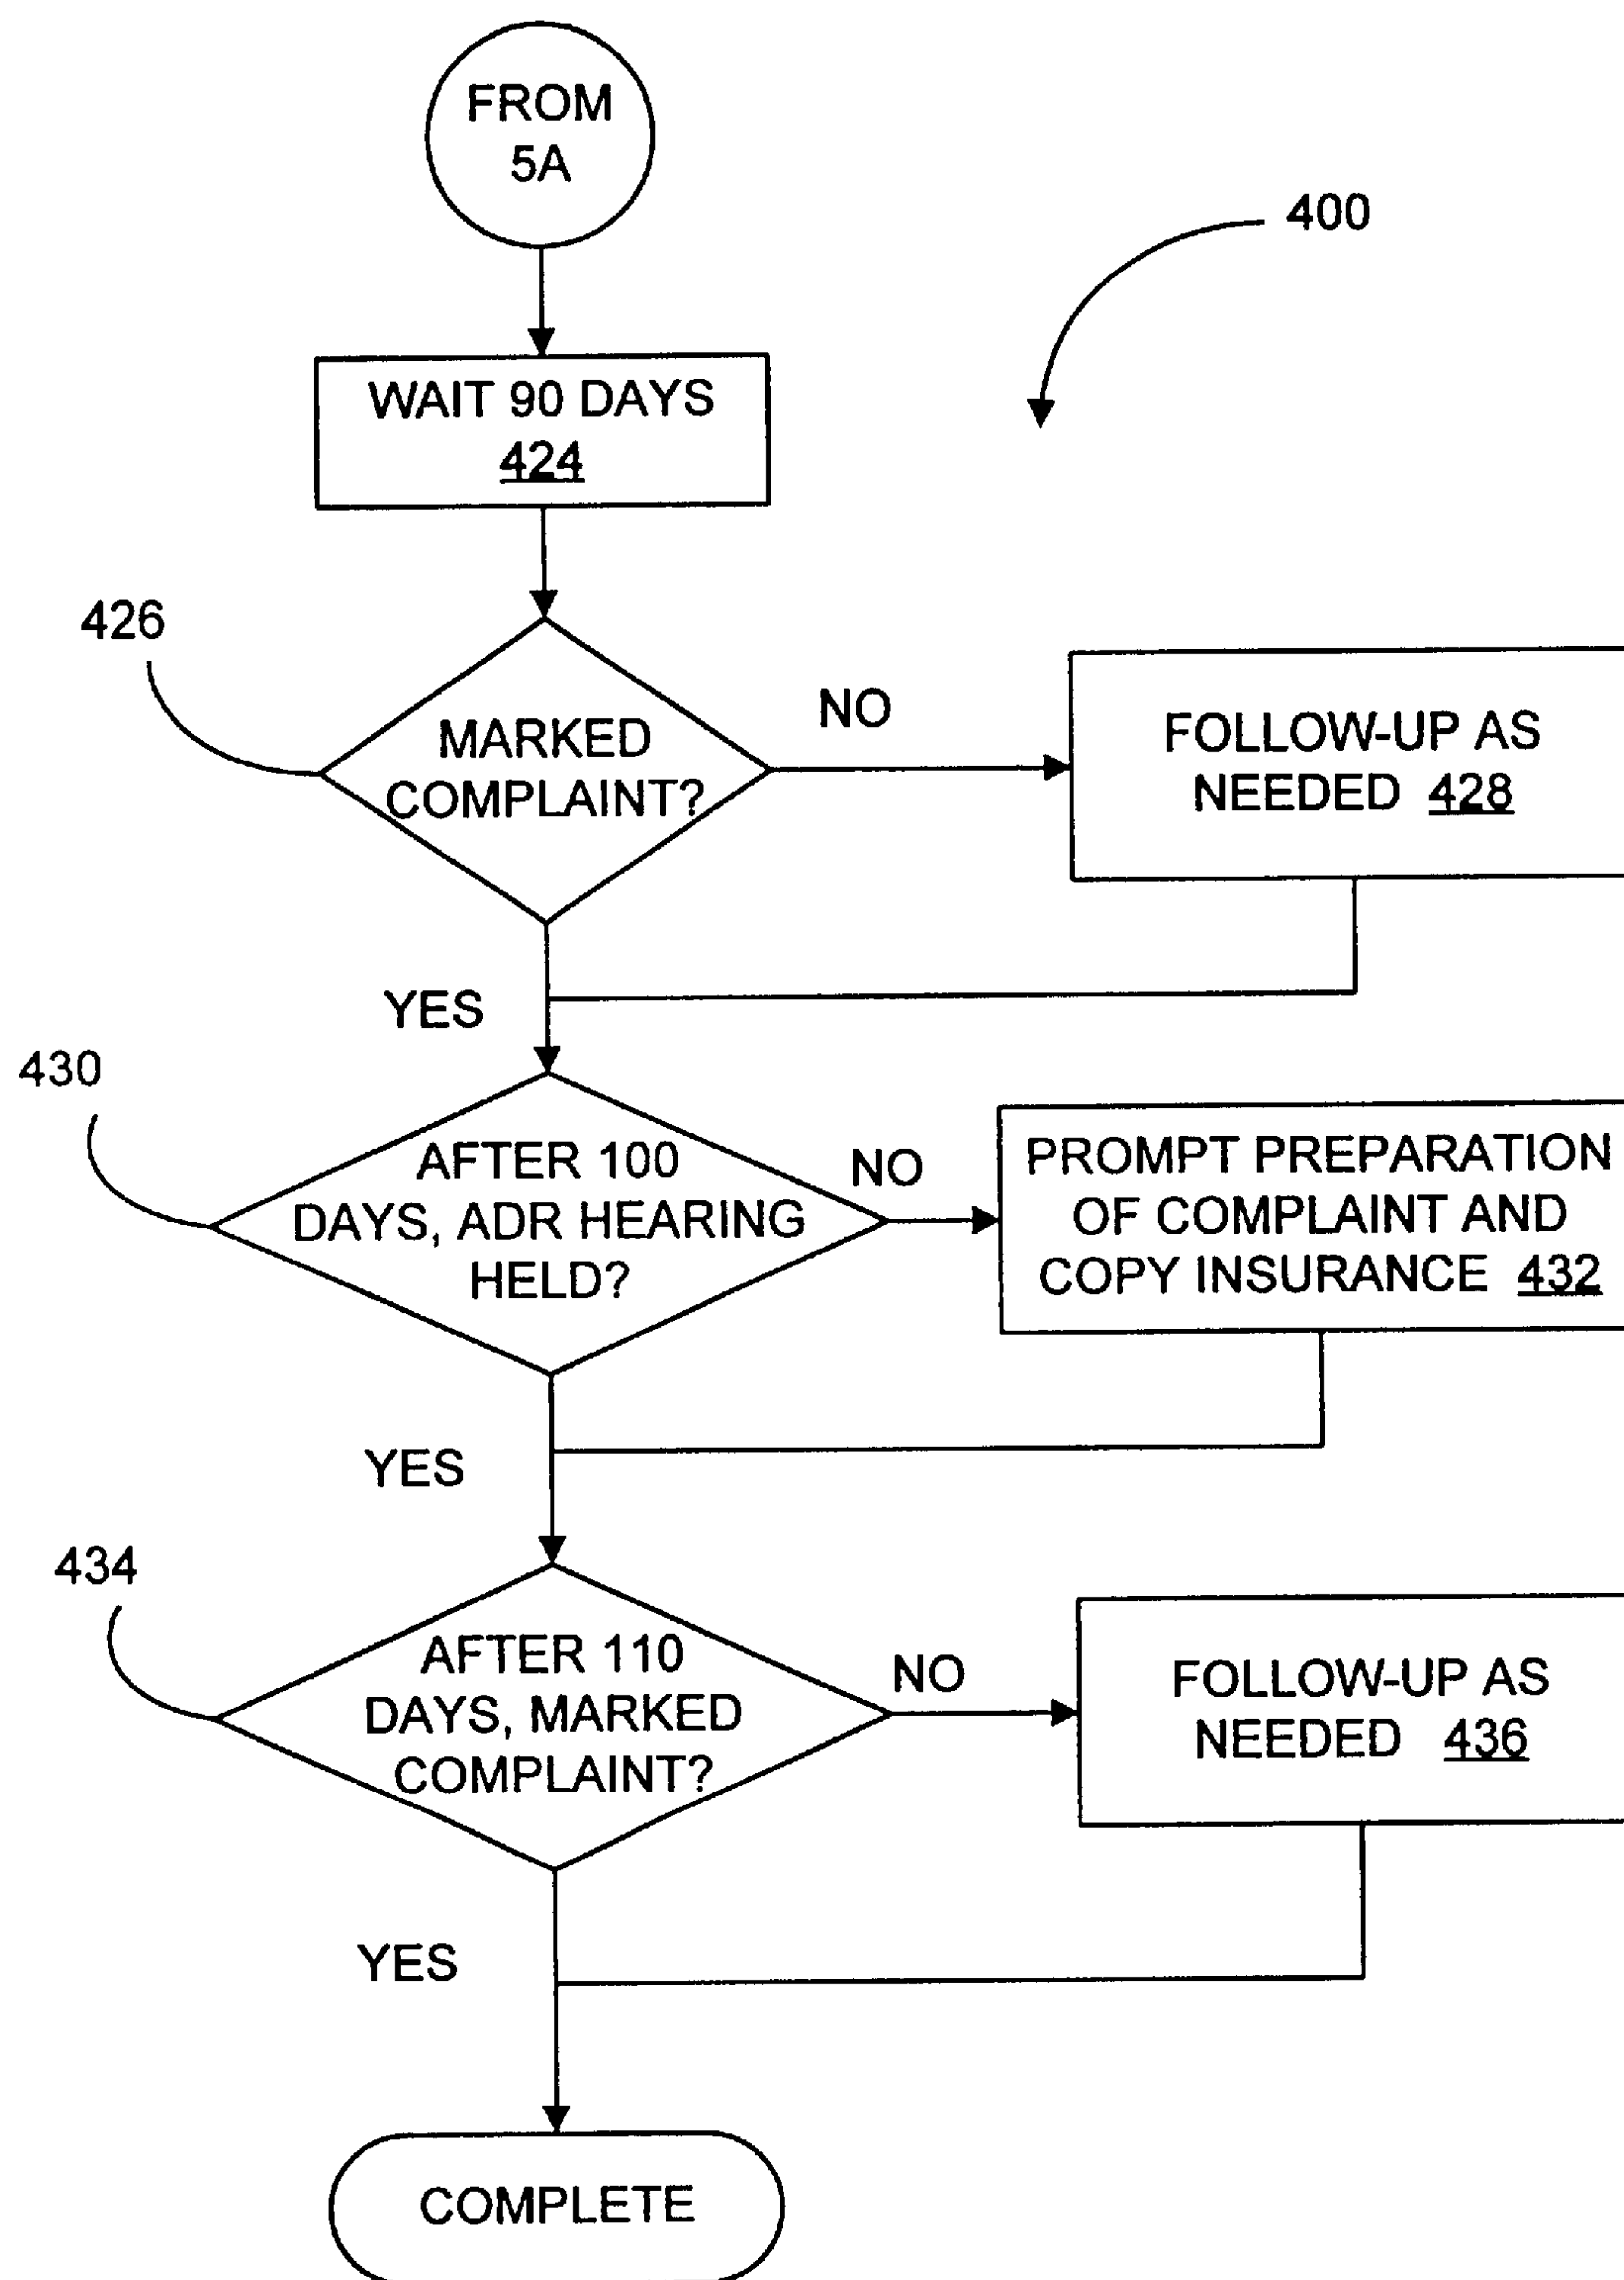 FROM
5A
400
WAIT 90 DAYS
424
426
MARKED
COMPLAINT?
NO
FOLLOW-UP AS
NEEDED 428
YES
430
AFTER 100
DAYS, ADR HEARING
HELD?
NO
PROMPT PREPARATION
OF COMPLAINT AND
COPY INSURANCE 432
YES
434
AFTER 110
DAYS, MARKED
COMPLAINT?
NO
FOLLOW-UP AS
NEEDED 436
YES
COMPLETE